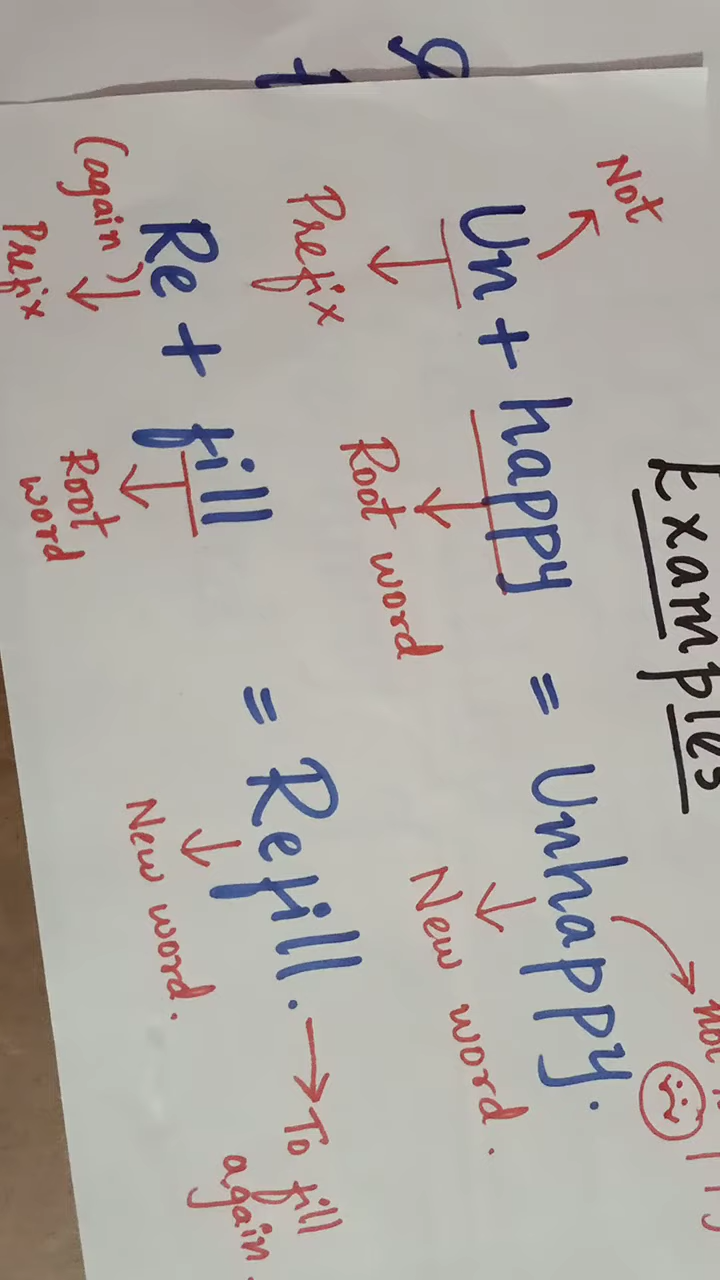 Examples
Not
Un + happy = Unhappy.
Prefix
Root word
New word.
not
(again)
Re + fill = Refill. → To fill
again.
Prefix
Root
word
New word.